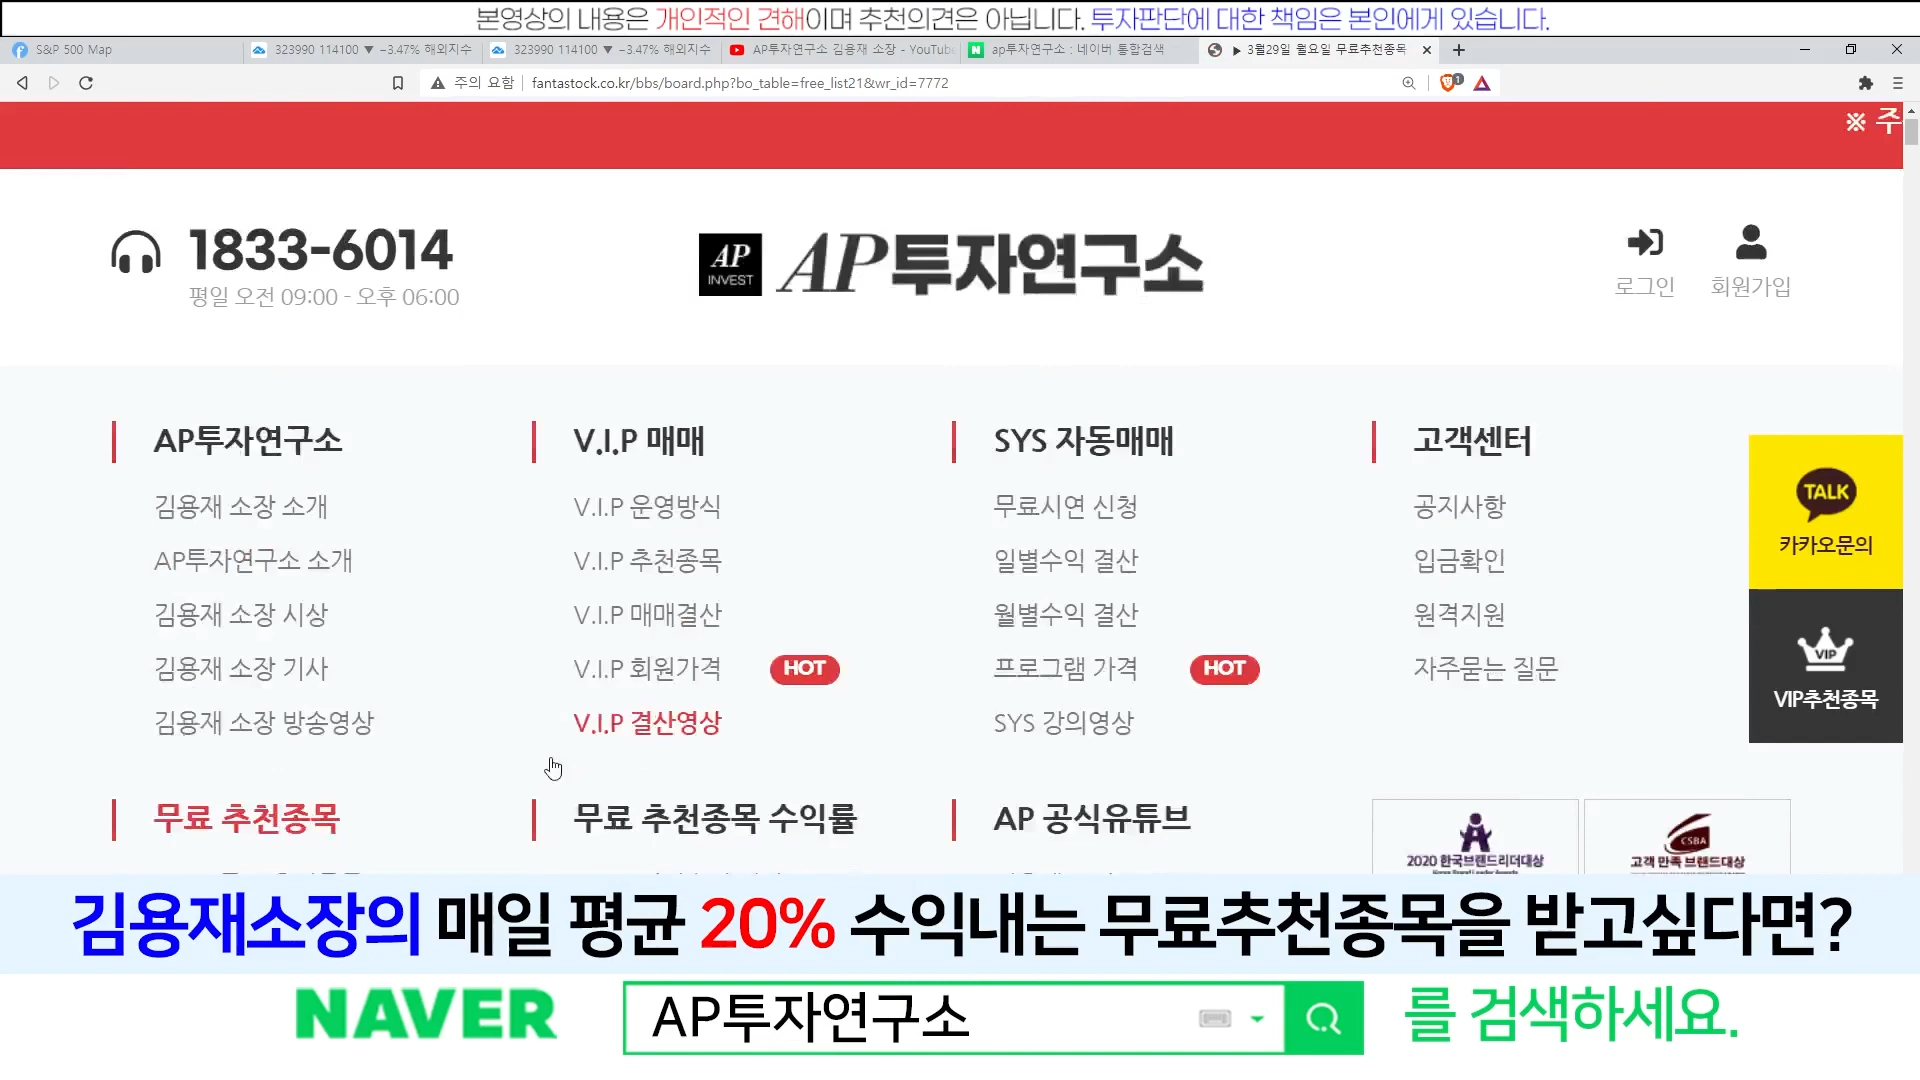 본영상의 내용은 개인적인 견해이며 추천의견은 아닙니다. 투자판단에 대한 책임은 본인에게 있습니다.
S&P 500 Map
323990 114100 ▼ -3.47% 해외지수
323990 114100 ▼ -3.47% 해외지수
AP투자연구소 김용재 소장 - YouTube
ap투자연구소 : 네이버 통합검색
▶ 3월29일 월요일 무료추천종목
주의 요함
fantastock.co.kr/bbs/board.php?bo_table=free_list21&wr_id=7772
1
※ 주
1833-6014
평일 오전 09:00 - 오후 06:00
AP INVEST
AP투자연구소
로그인
회원가입
AP투자연구소
김용재 소장 소개
AP투자연구소 소개
김용재 소장 시상
김용재 소장 기사
김용재 소장 방송영상
V.I.P 매매
V.I.P 운영방식
V.I.P 추천종목
V.I.P 매매결산
V.I.P 회원가격 HOT
V.I.P 결산영상
SYS 자동매매
무료시연 신청
일별수익 결산
월별수익 결산
프로그램 가격 HOT
SYS 강의영상
고객센터
공지사항
입금확인
원격지원
자주묻는 질문
TALK
카카오문의
VIP
VIP추천종목
무료 추천종목
무료 추천종목 수익률
AP 공식유튜브
2020 한국브랜드리더대상
CSBA
고객 만족 브랜드대상
김용재소장의 매일 평균 20% 수익내는 무료추천종목을 받고싶다면?
NAVER
AP투자연구소
를 검색하세요.